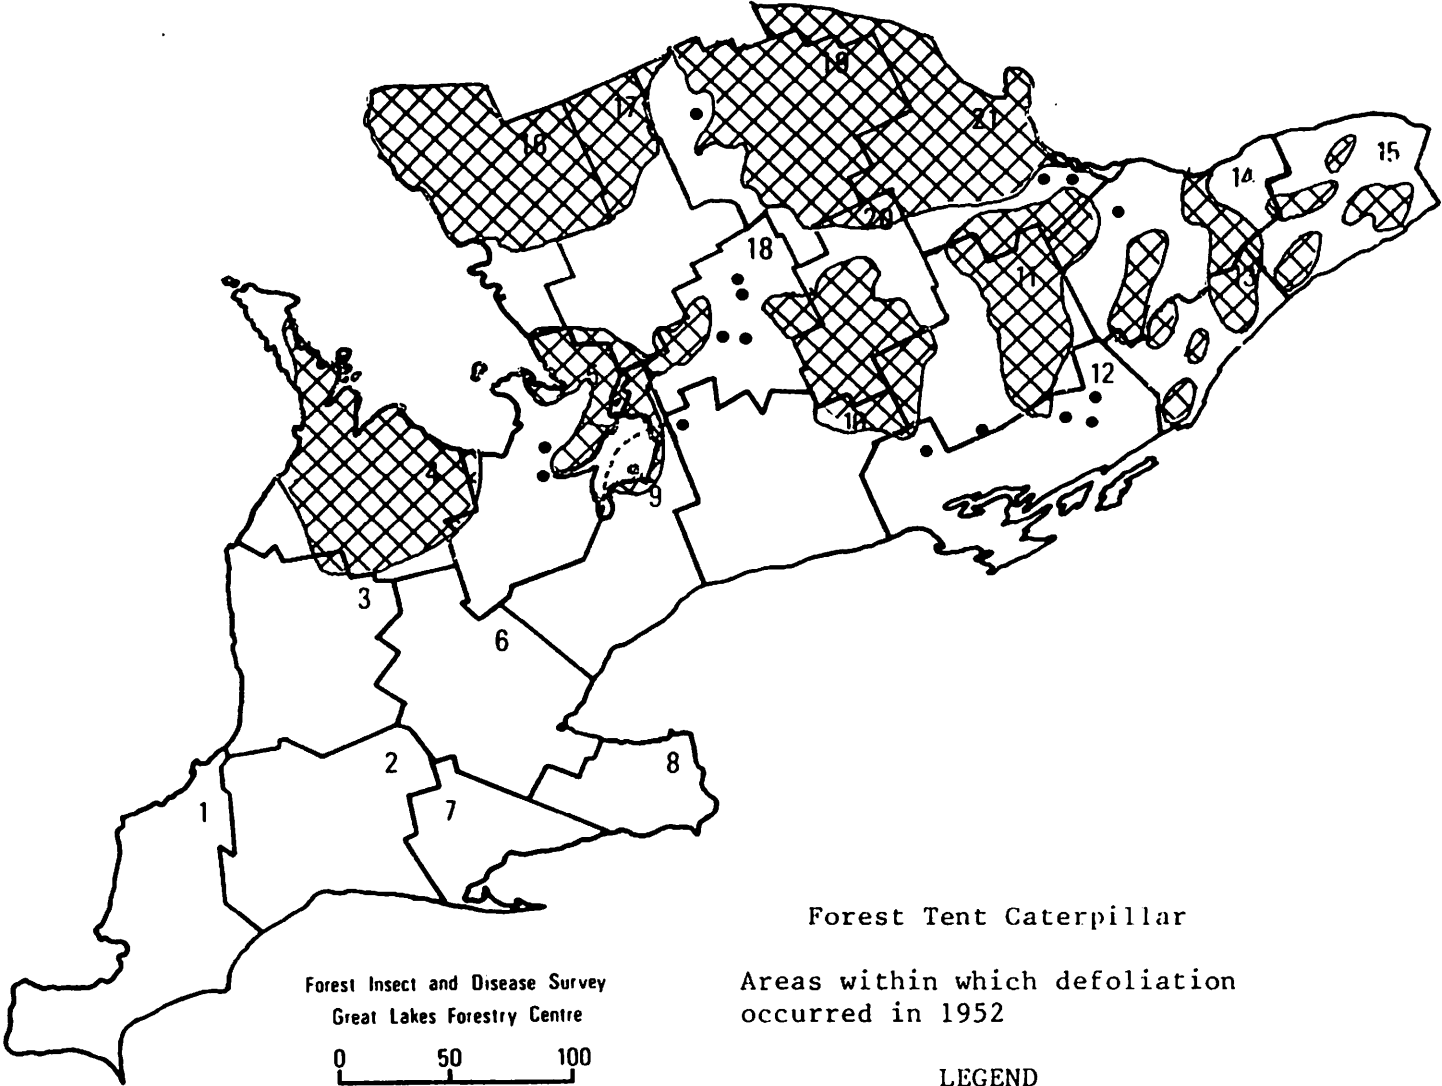 19
17
16
21
15
14
20
18
11
5
12
10
4
9
3
6
2
8
1
7
Forest Tent Caterpillar
Forest Insect and Disease Survey
Great Lakes Forestry Centre
Areas within which defoliation
occurred in 1952
0 50 100
LEGEND